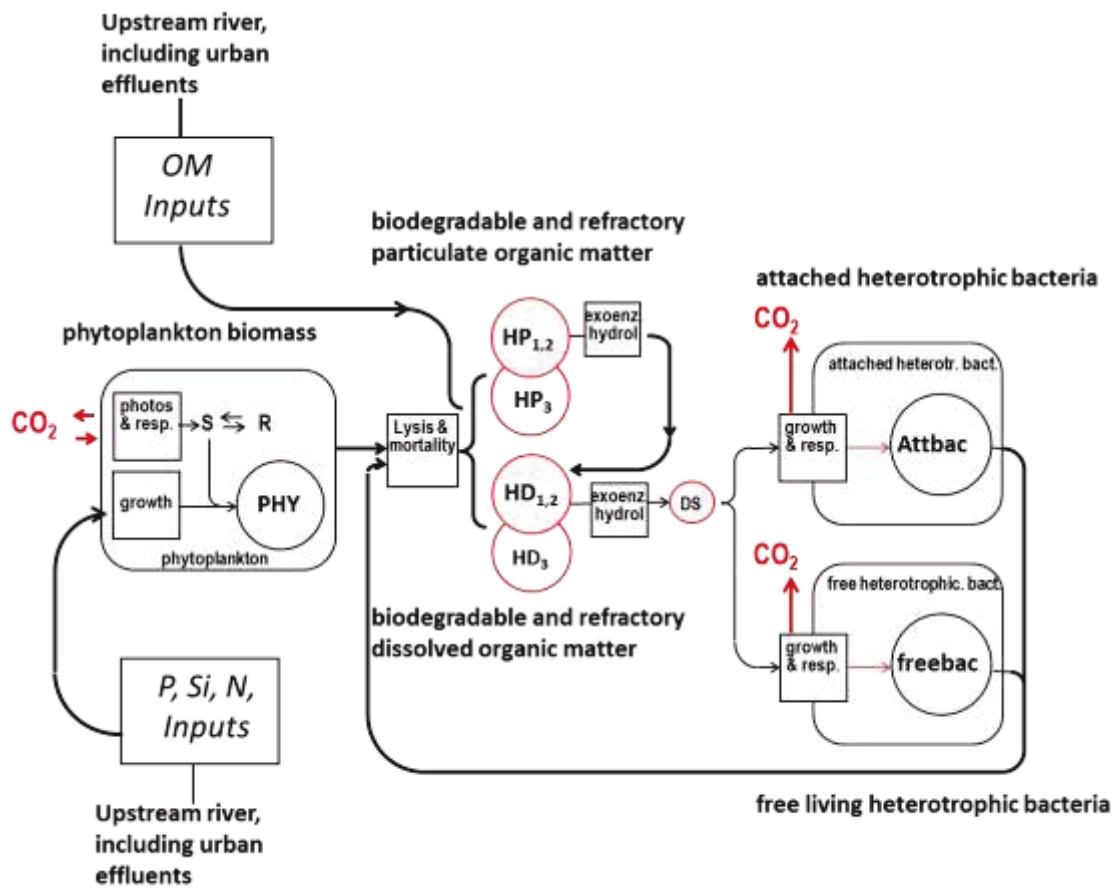 Upstream river,
including urban
effluents
OM
Inputs
biodegradable and refractory
particulate organic matter
attached heterotrophic bacteria
phytoplankton biomass
CO2
photos
& resp.
S
R
growth
PHY
phytoplankton
Lysis &
mortality
HP1,2
HP3
exoenz.
hydrol
HD1,2
HD3
exoenz.
hydrol
DS
CO2
attached heterotr. bact.
growth
& resp.
Attbac
CO2
free heterotrophic. bact.
growth
& resp.
freebac
biodegradable and refractory
dissolved organic matter
P, Si, N,
Inputs
Upstream river,
including urban
effluents
free living heterotrophic bacteria